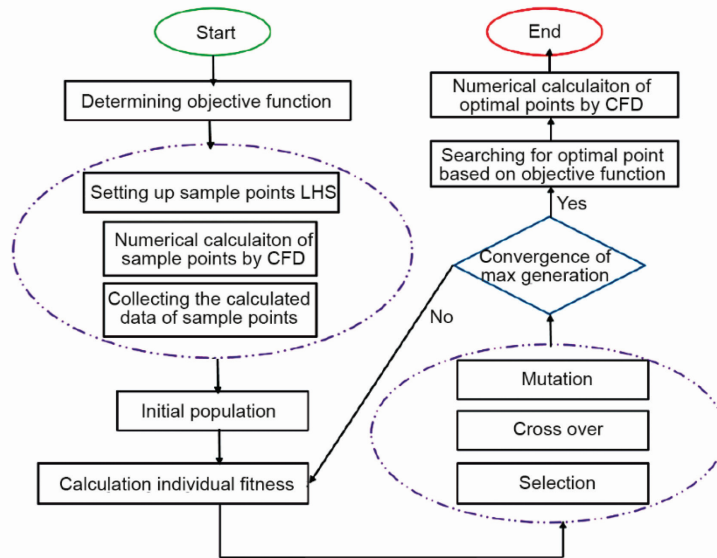 Start
Determining objective function
Setting up sample points LHS
Numerical calculaiton of
sample points by CFD
Collecting the calculated
data of sample points
Initial population
Calculation individual fitness
End
Numerical calculaiton of
optimal points by CFD
Searching for optimal point
based on objective function
Yes
Convergence of
max generation
No
Mutation
Cross over
Selection